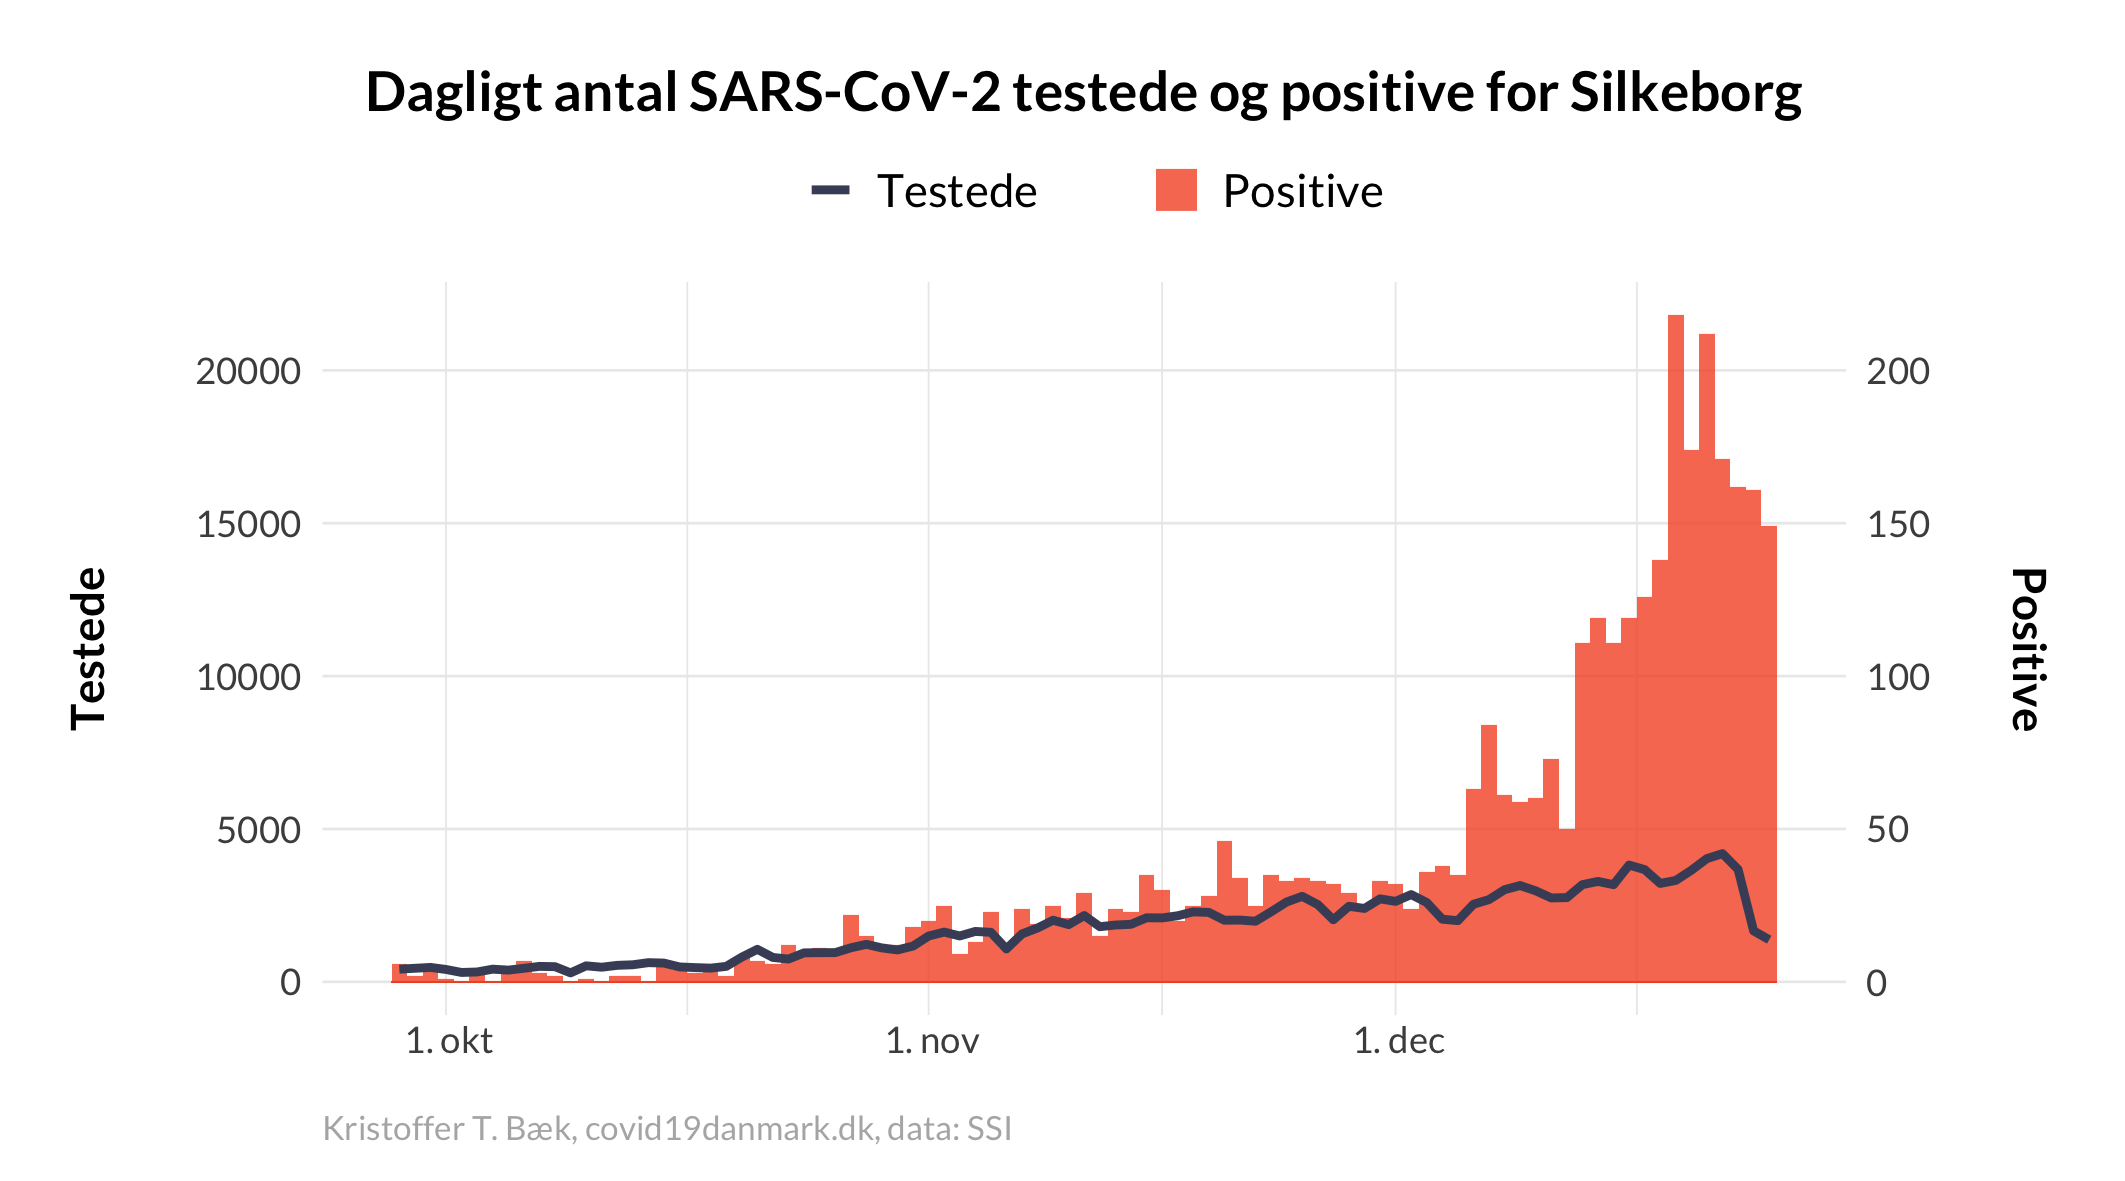 Dagligt antal SARS-CoV-2 testede og positive for Silkeborg
Testede
Positive
20000
15000
10000
5000
0
200
150
100
50
0
Testede
Positive
1. okt
1. nov
1. dec
Kristoffer T. Bæk, covid19danmark.dk, data: SSI